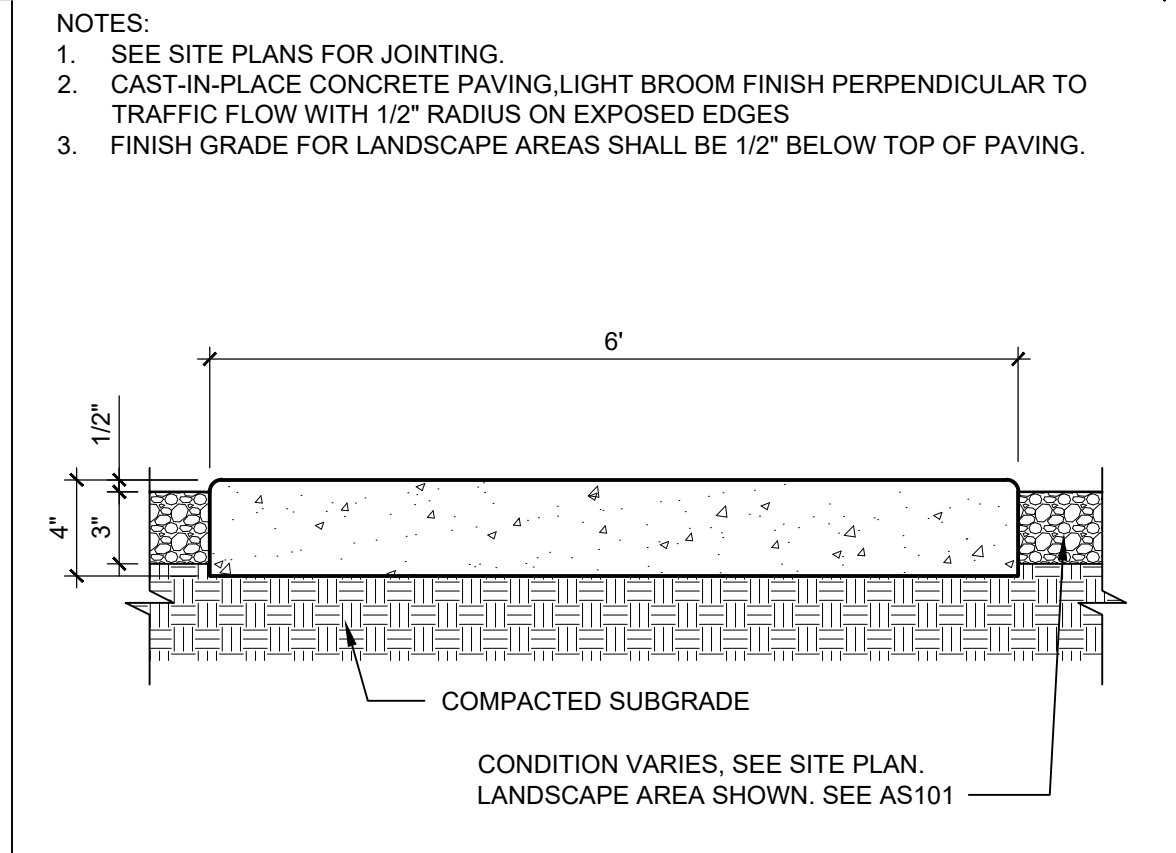 NOTES:
1. SEE SITE PLANS FOR JOINTING.
2. CAST-IN-PLACE CONCRETE PAVING,LIGHT BROOM FINISH PERPENDICULAR TO
TRAFFIC FLOW WITH 1/2" RADIUS ON EXPOSED EDGES
3. FINISH GRADE FOR LANDSCAPE AREAS SHALL BE 1/2" BELOW TOP OF PAVING.
6'
1/2"
4"
3"
COMPACTED SUBGRADE
CONDITION VARIES, SEE SITE PLAN.
LANDSCAPE AREA SHOWN. SEE AS101